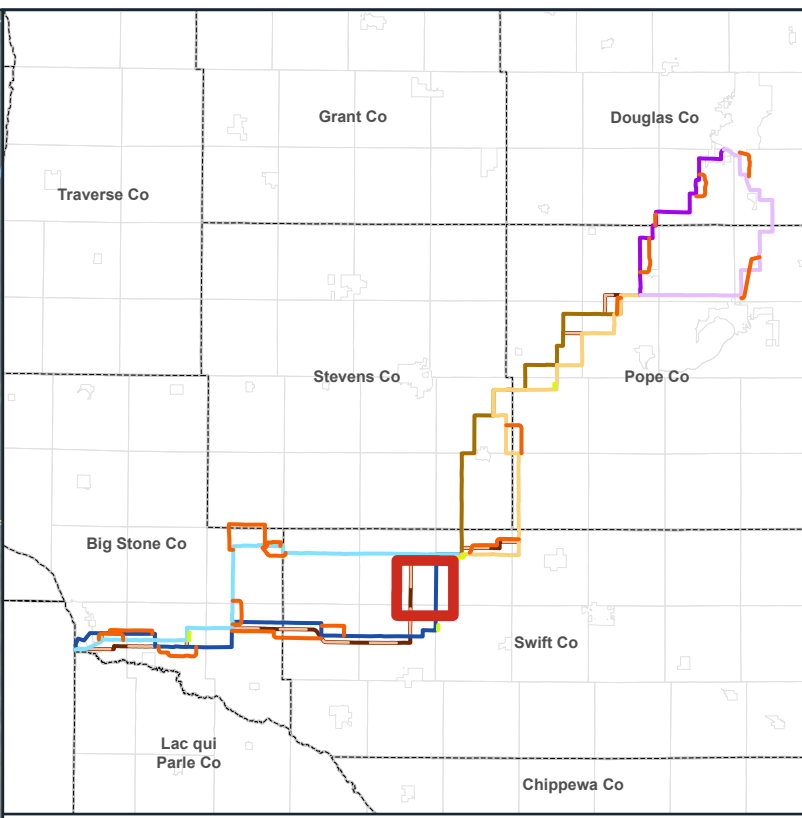 Grant Co
Douglas Co
Traverse Co
Stevens Co
Pope Co
Big Stone Co
Swift Co
Lac qui
Parle Co
Chippewa Co